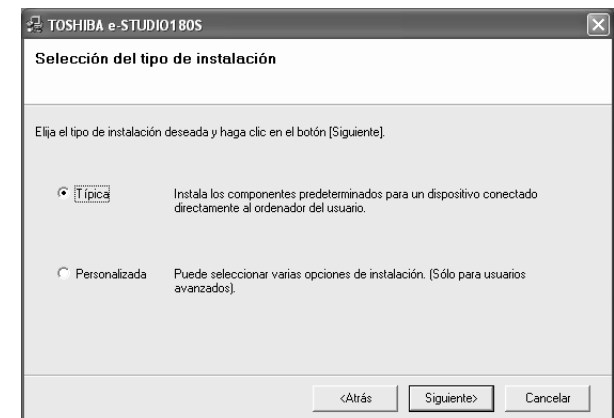 TOSHIBA e-STUDIO180S
Selección del tipo de instalación
Elija el tipo de instalación deseada y haga clic en el botón [Siguiente].
Típica
Instala los componentes predeterminados para un dispositivo conectado
directamente al ordenador del usuario.
Personalizada
Puede seleccionar varias opciones de instalación. (Sólo para usuarios
avanzados).
<Atrás
Siguiente>
Cancelar